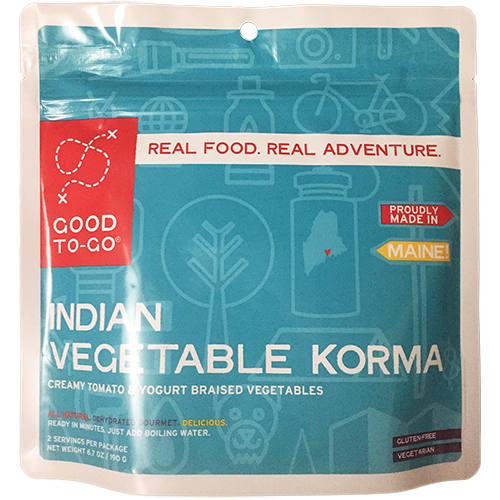 REAL FOOD. REAL ADVENTURE.
GOOD
TO-GO®
PROUDLY
MADE IN
MAINE!
INDIAN
VEGETABLE KORMA
CREAMY TOMATO & YOGURT BRAISED VEGETABLES
ALL NATURAL. DEHYDRATED GOURMET. DELICIOUS.
READY IN MINUTES, JUST ADD BOILING WATER.
2 SERVINGS PER PACKAGE
NET WEIGHT 6.7 OZ / 190 G
GLUTEN-FREE
VEGETARIAN